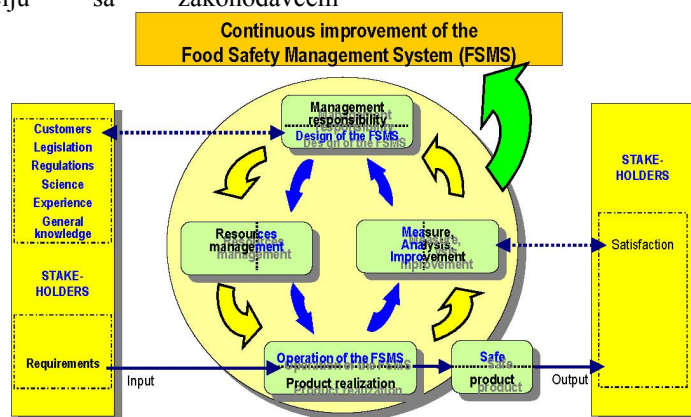 sa zakonodavčem
Continuous improvement of the
Food Safety Management System (FSMS)
Customers
Legislation
Regulations
Science
Experience
General
knowledge
STAKE-
HOLDERS
Requirements
Input
Management
responsibility
Design of the FSMS
Resources
management
Measure,
Analysis,
Improvement
Operation of the FSMS
Product realization
Safe
product
Output
STAKE-
HOLDERS
Satisfaction